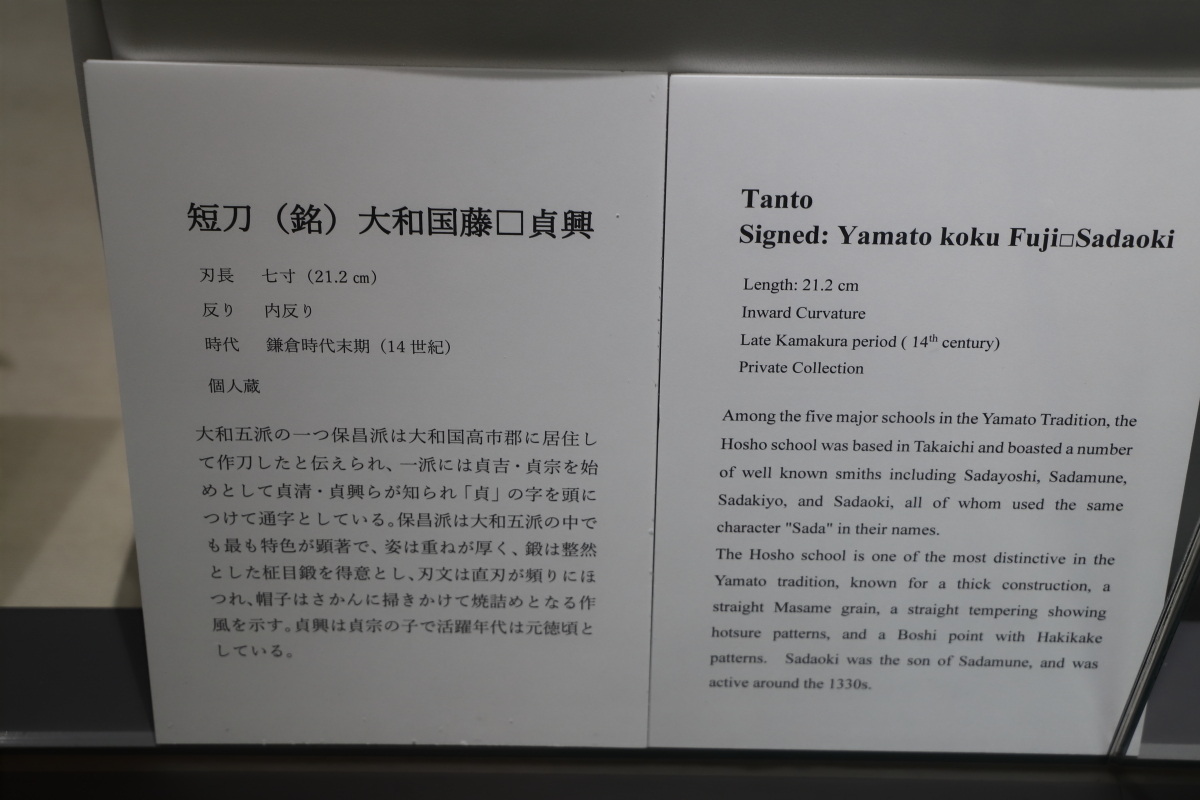 短刀（銘）大和国藤□貞興
刃長　七寸（21.2 ㎝）
反り　内反り
時代　鎌倉時代末期（14 世紀）
個人蔵
大和五派の一つ保昌派は大和国高市郡に居住し
て作刀したと伝えられ、一派には貞吉・貞宗を始
めとして貞清・貞興らが知られ「貞」の字を頭に
つけて通字としている。保昌派は大和五派の中で
も最も特色が顕著で、姿は重ねが厚く、鍛は整然
とした柾目鍛を得意とし、刃文は直刃が頻りにほ
つれ、帽子はさかんに掃きかけて焼詰めとなる作
風を示す。貞興は貞宗の子で活躍年代は元徳頃と
している。
Tanto
Signed: Yamato koku Fuji□Sadaoki
Length: 21.2 cm
Inward Curvature
Late Kamakura period ( 14th century)
Private Collection
Among the five major schools in the Yamato Tradition, the
Hosho school was based in Takaichi and boasted a number
of well known smiths including Sadayoshi, Sadamune,
Sadakiyo, and Sadaoki, all of whom used the same
character "Sada" in their names.
The Hosho school is one of the most distinctive in the
Yamato tradition, known for a thick construction, a
straight Masame grain, a straight tempering showing
hotsure patterns, and a Boshi point with Hakikake
patterns. Sadaoki was the son of Sadamune, and was
active around the 1330s.